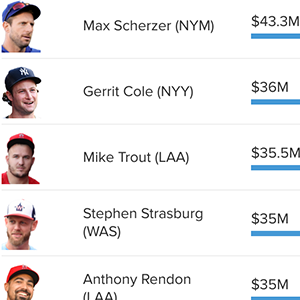 Max Scherzer (NYM)
$43.3M
Gerrit Cole (NYY)
$36M
Mike Trout (LAA)
$35.5M
Stephen Strasburg
(WAS)
$35M
Anthony Rendon
(LAA)
$35M